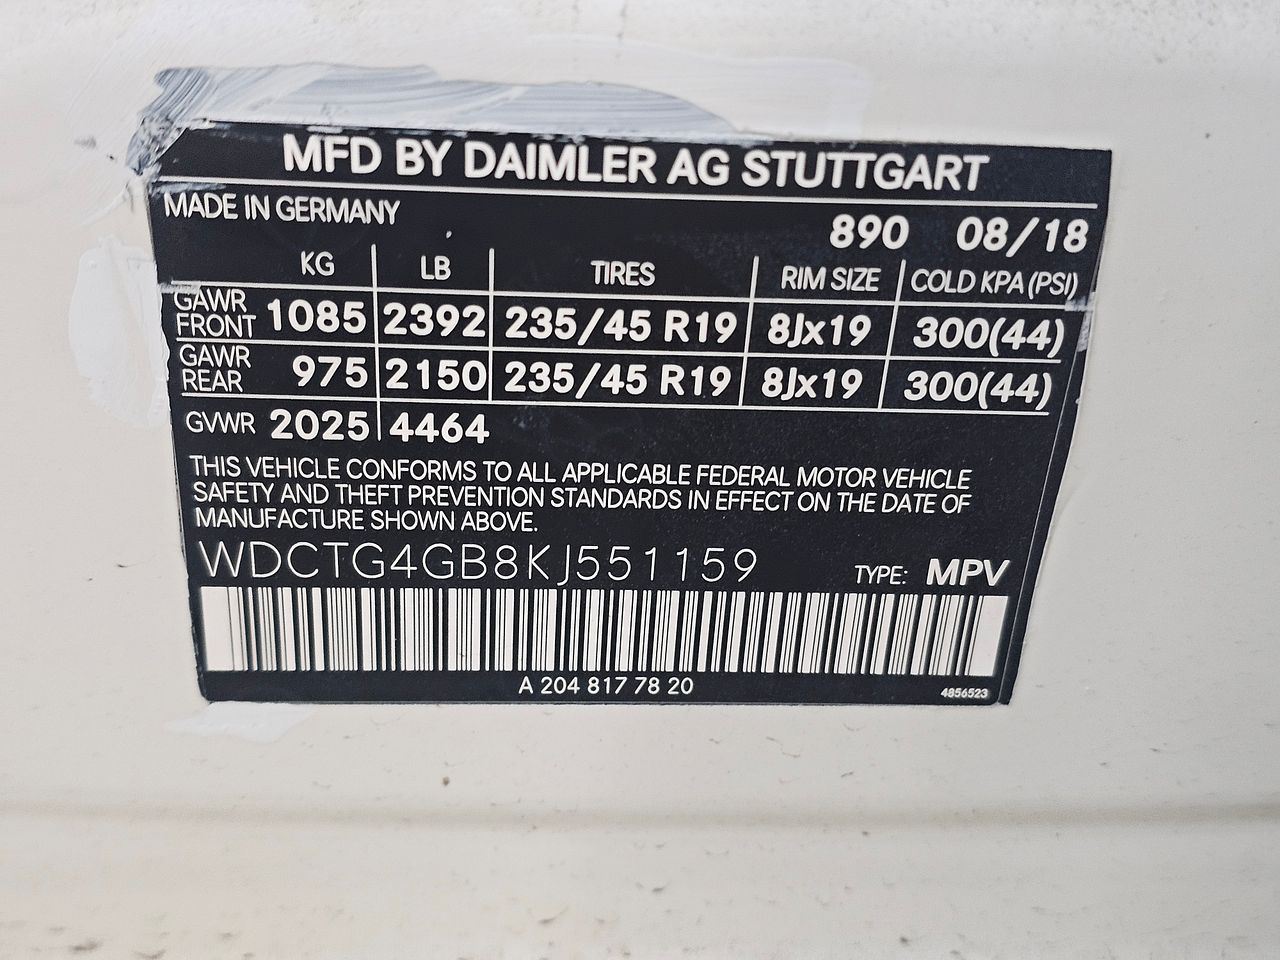 MFD BY DAIMLER AG STUTTGART
MADE IN GERMANY
890 08/18
KG LB TIRES RIM SIZE COLD KPA (PSI)
GAWR FRONT 1085 2392 235/45 R19 8Jx19 300(44)
GAWR REAR 975 2150 235/45 R19 8Jx19 300(44)
GVWR 2025 4464
THIS VEHICLE CONFORMS TO ALL APPLICABLE FEDERAL MOTOR VEHICLE
SAFETY AND THEFT PREVENTION STANDARDS IN EFFECT ON THE DATE OF
MANUFACTURE SHOWN ABOVE.
WDCTG4GB8KJ551159 TYPE: MPV
A 204 817 78 20
4856523